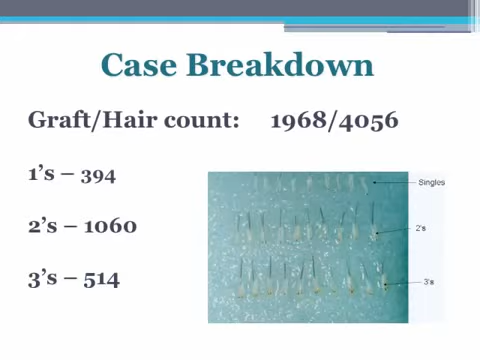 Case Breakdown
Graft/Hair count: 1968/4056
1’s – 394
2’s – 1060
3’s – 514
Singles
2's
3's